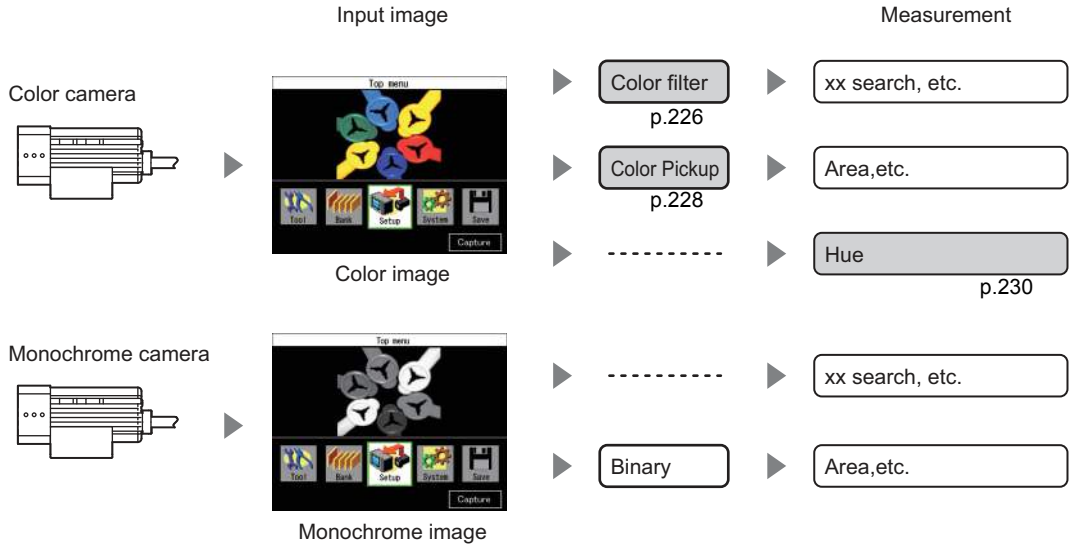 Input image
Measurement
Color camera
Top menu
Tool
Bank
Setup
System
Save
Capture
Color image
Color filter
p.226
xx search, etc.
Color Pickup
p.228
Area,etc.
----------
Hue
p.230
Monochrome camera
Top menu
Tool
Bank
Setup
System
Save
Capture
Monochrome image
----------
xx search, etc.
Binary
Area,etc.